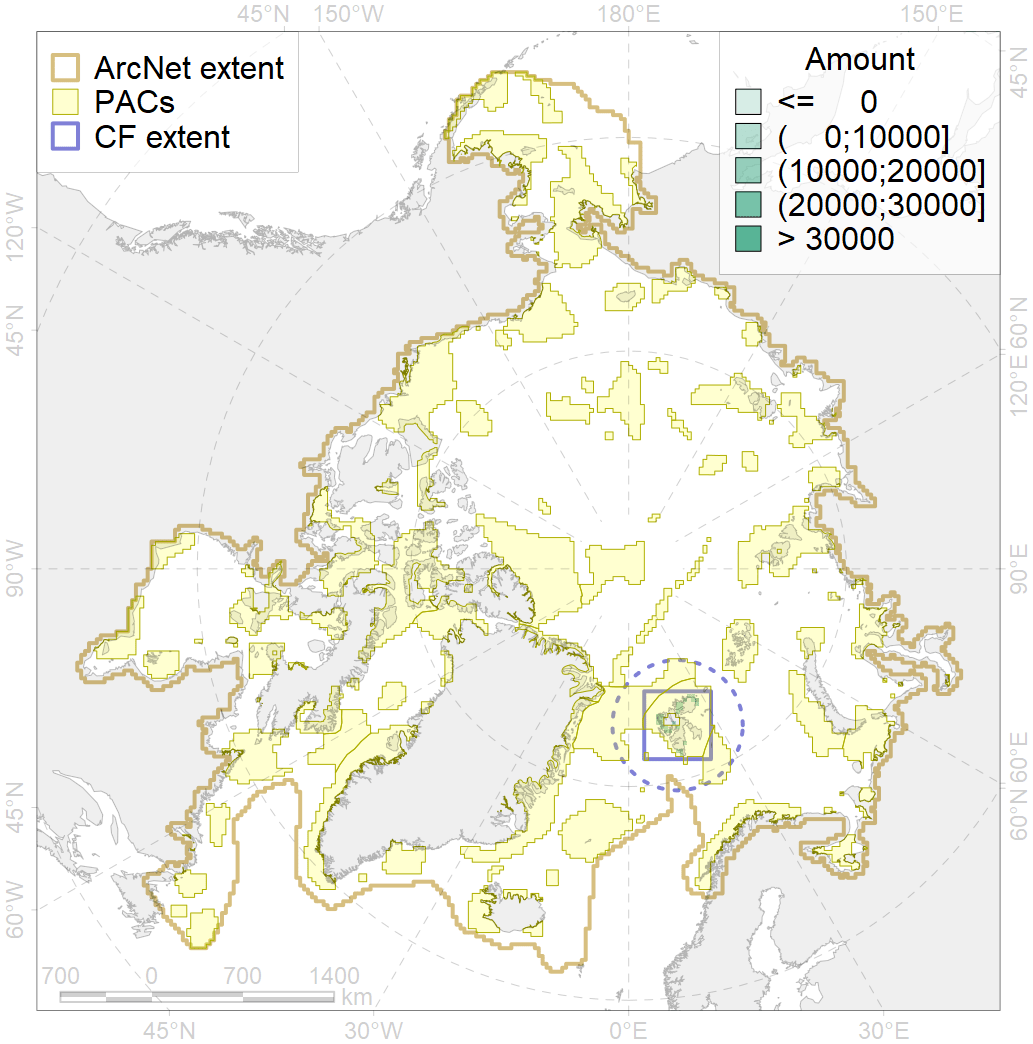 45°N 150°W 180°E 150°E
ArcNet extent
PACs
CF extent
Amount
<= 0
( 0;10000]
(10000;20000]
(20000;30000]
> 30000
45°N
120°W
60°N
45°N
120°E
90°W
90°E
60°E
45°N
60°N
60°W
700 0 700 1400
km
45°W 30°W 0°E 30°E